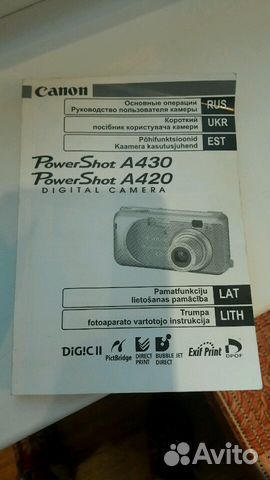 Canon
Основные операции
Руководство пользователя камеры
RUS
Короткий
посібник користувача камери
UKR
Põhifunktsioonid
Kaamera kasutusjuhend
EST
PowerShot A430
PowerShot A420
DIGITAL CAMERA
Pamatfunkciju
lietošanas pamācība
LAT
Trumpa
fotoaparato vartotojo instrukcija
LITH
DIGIC II
PictBridge
DIRECT PRINT
BUBBLE JET DIRECT
Exif Print
DPOF
Avito